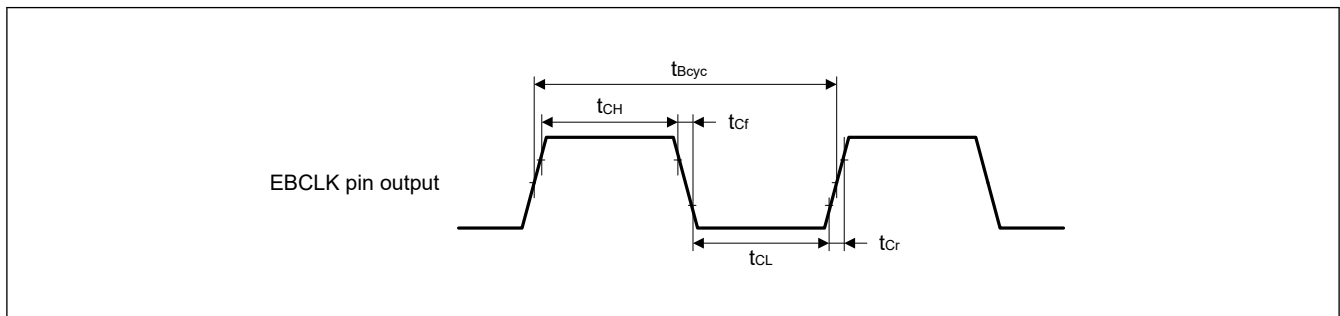 tBcyc
tCH
tCf
EBCLK pin output
tCL
tCr